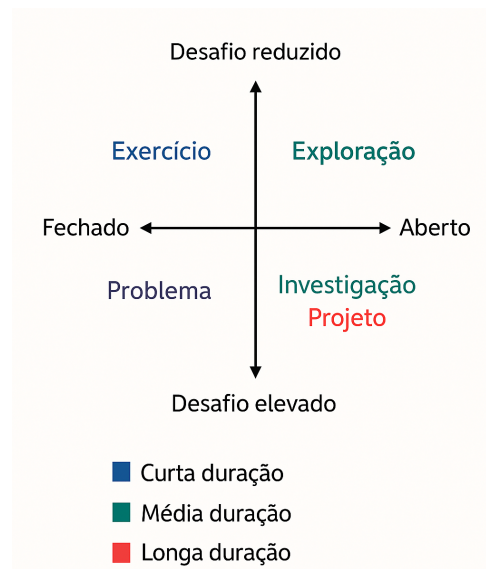 Desafio reduzido
Exercício
Exploração
Fechado
Aberto
Problema
Investigação
Projeto
Desafio elevado
Curta duração
Média duração
Longa duração